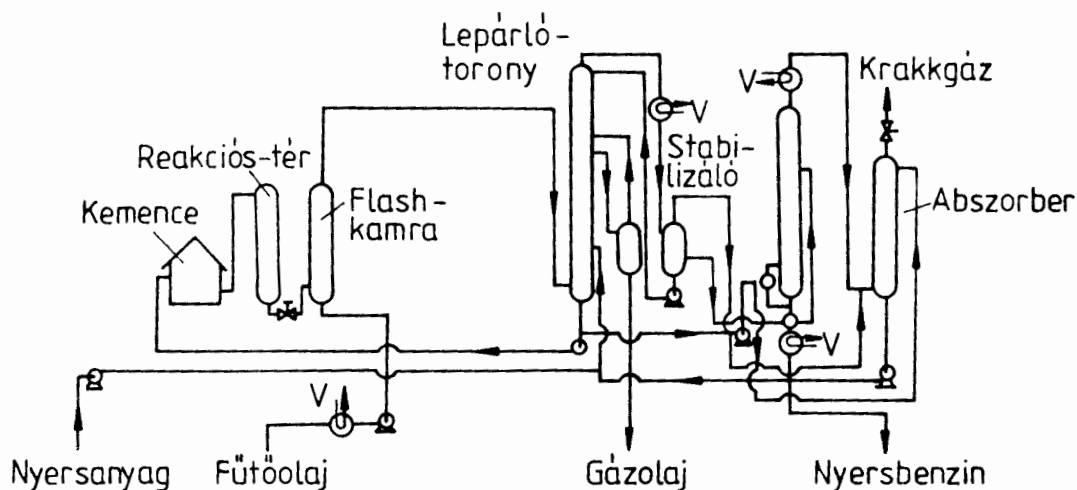 Lepárló-
torony
V
V
Krakkgáz
Reakciós-tér
Stabi-
lizáló
Kemence
Flash-
kamra
Abszorber
V
V
Nyersanyag
Fűtőolaj
Gázolaj
Nyersbenzin